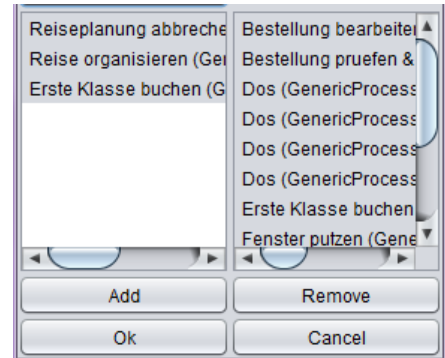 Reiseplanung abbreche
Reise organisieren (Ger
Erste Klasse buchen (G
Bestellung bearbeiten
Bestellung pruefen &
Dos (GenericProcess
Dos (GenericProcess
Dos (GenericProcess
Dos (GenericProcess
Erste Klasse buchen
Fenster putzen (Gene
Add
Remove
Ok
Cancel